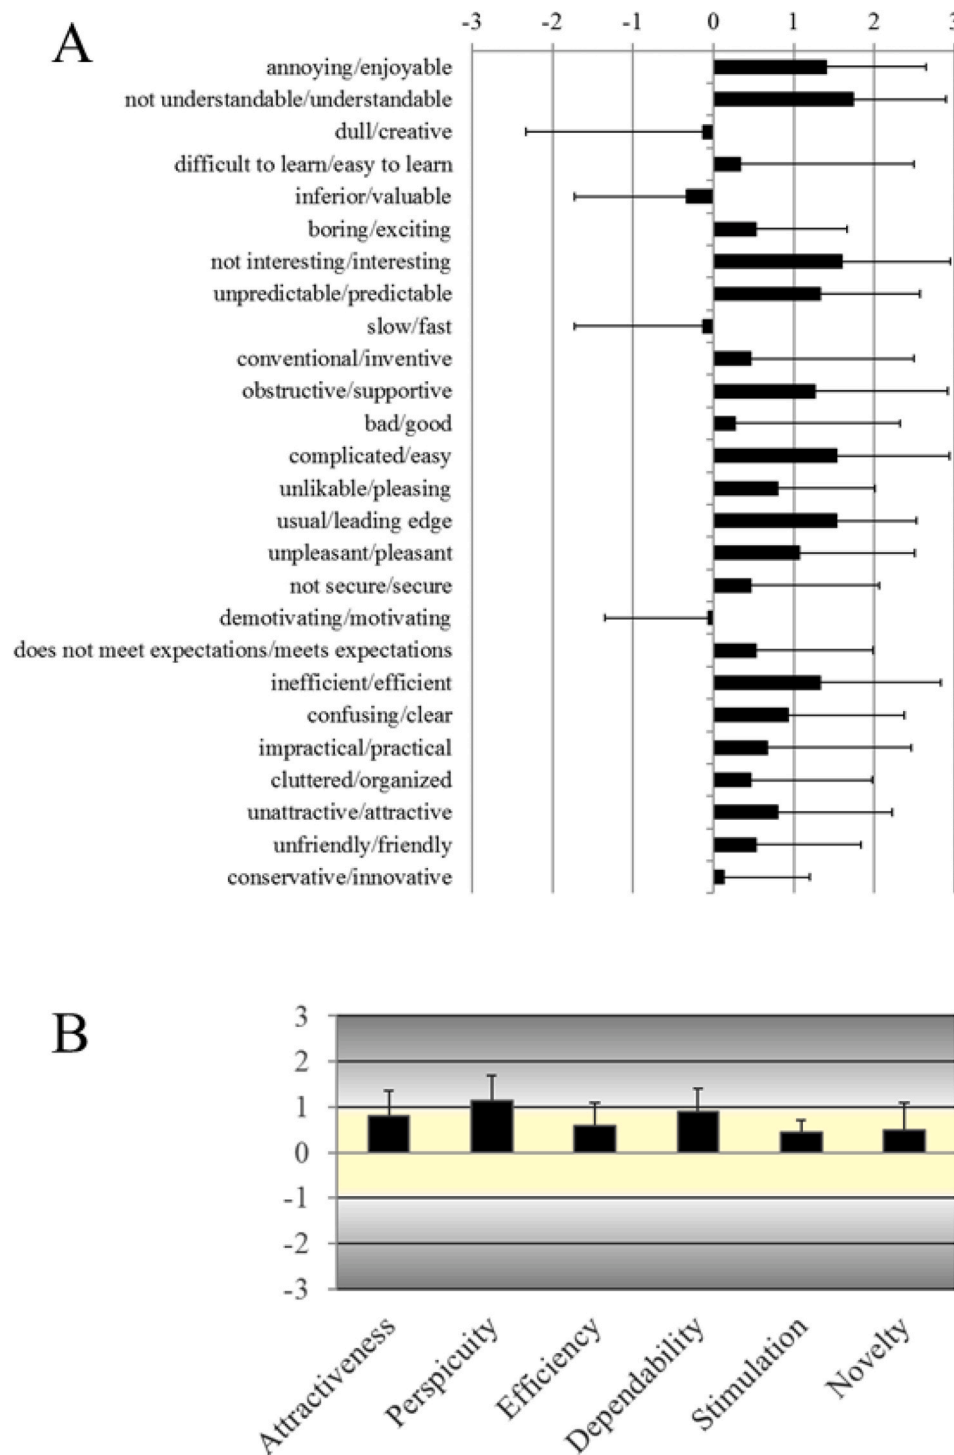 A
-3 -2 -1 0 1 2 3
annoying/enjoyable
not understandable/understandable
dull/creative
difficult to learn/easy to learn
inferior/valuable
boring/exciting
not interesting/interesting
unpredictable/predictable
slow/fast
conventional/inventive
obstructive/supportive
bad/good
complicated/easy
unlikable/pleasing
usual/leading edge
unpleasant/pleasant
not secure/secure
demotivating/motivating
does not meet expectations/meets expectations
inefficient/efficient
confusing/clear
impractical/practical
cluttered/organized
unattractive/attractive
unfriendly/friendly
conservative/innovative
B
3
2
1
0
-1
-2
-3
Attractiveness
Perspicuity
Efficiency
Dependability
Stimulation
Novelty